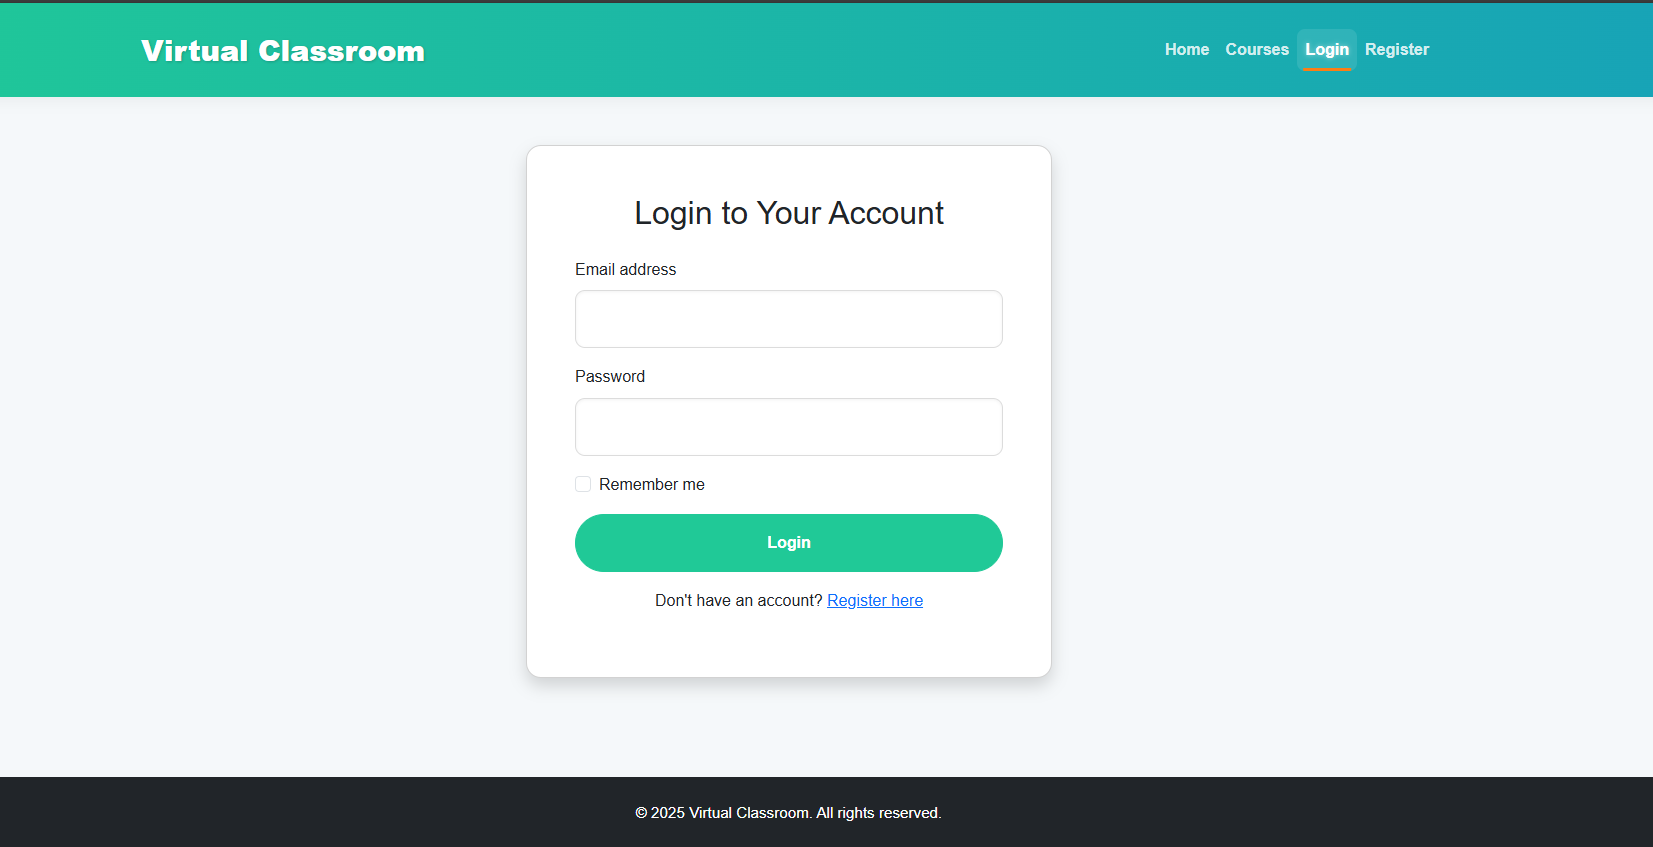 Virtual Classroom
Home Courses Login Register
Login to Your Account
Email address
Password
Remember me
Login
Don't have an account? Register here
© 2025 Virtual Classroom. All rights reserved.